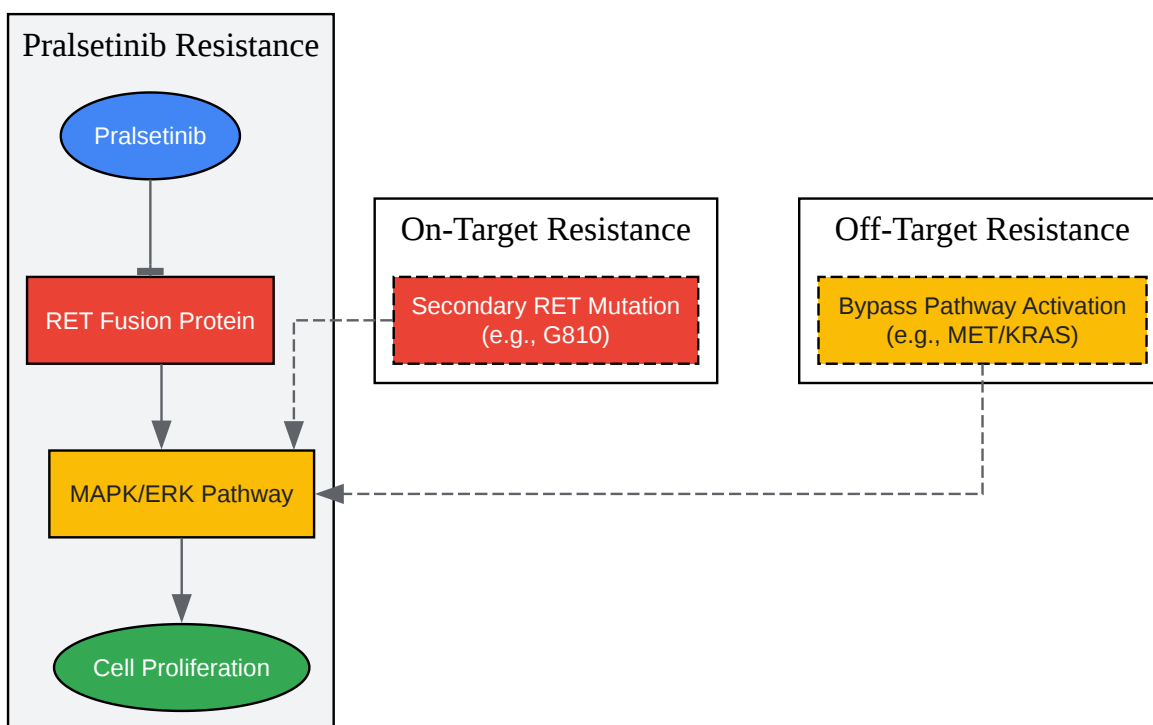 Pralsetinib Resistance
Pralsetinib
RET Fusion Protein
MAPK/ERK Pathway
Cell Proliferation
On-Target Resistance
Secondary RET Mutation
(e.g., G810)
Off-Target Resistance
Bypass Pathway Activation
(e.g., MET/KRAS)